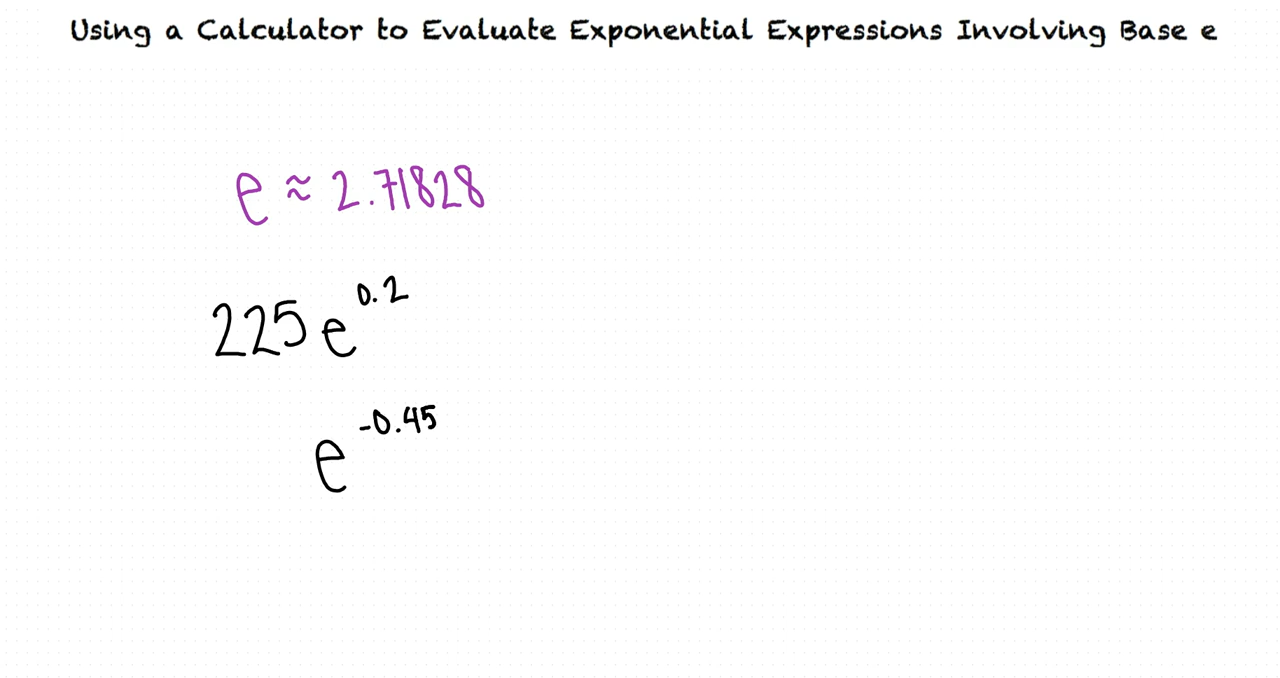 Using a Calculator to Evaluate Exponential Expressions Involving Base e
e ≈ 2.71828
225e^0.2
e^-0.45